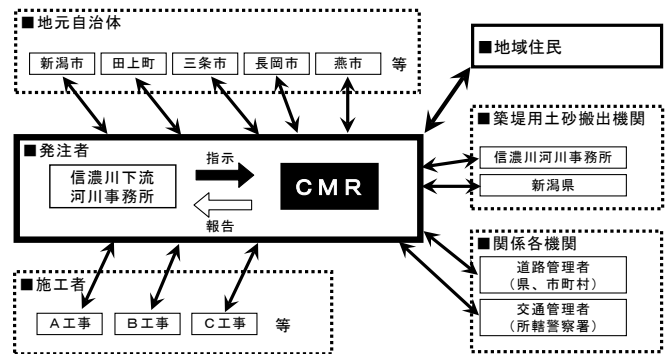 ■地元自治体
新潟市 田上町 三条市 長岡市 燕市 等
■地域住民
■築堤用土砂搬出機関
信濃川河川事務所
新潟県
■発注者
信濃川下流
河川事務所
指示
報告
CMR
■関係各機関
道路管理者
(県、市町村)
交通管理者
(所轄警察署)
■施工者
A工事 B工事 C工事 等